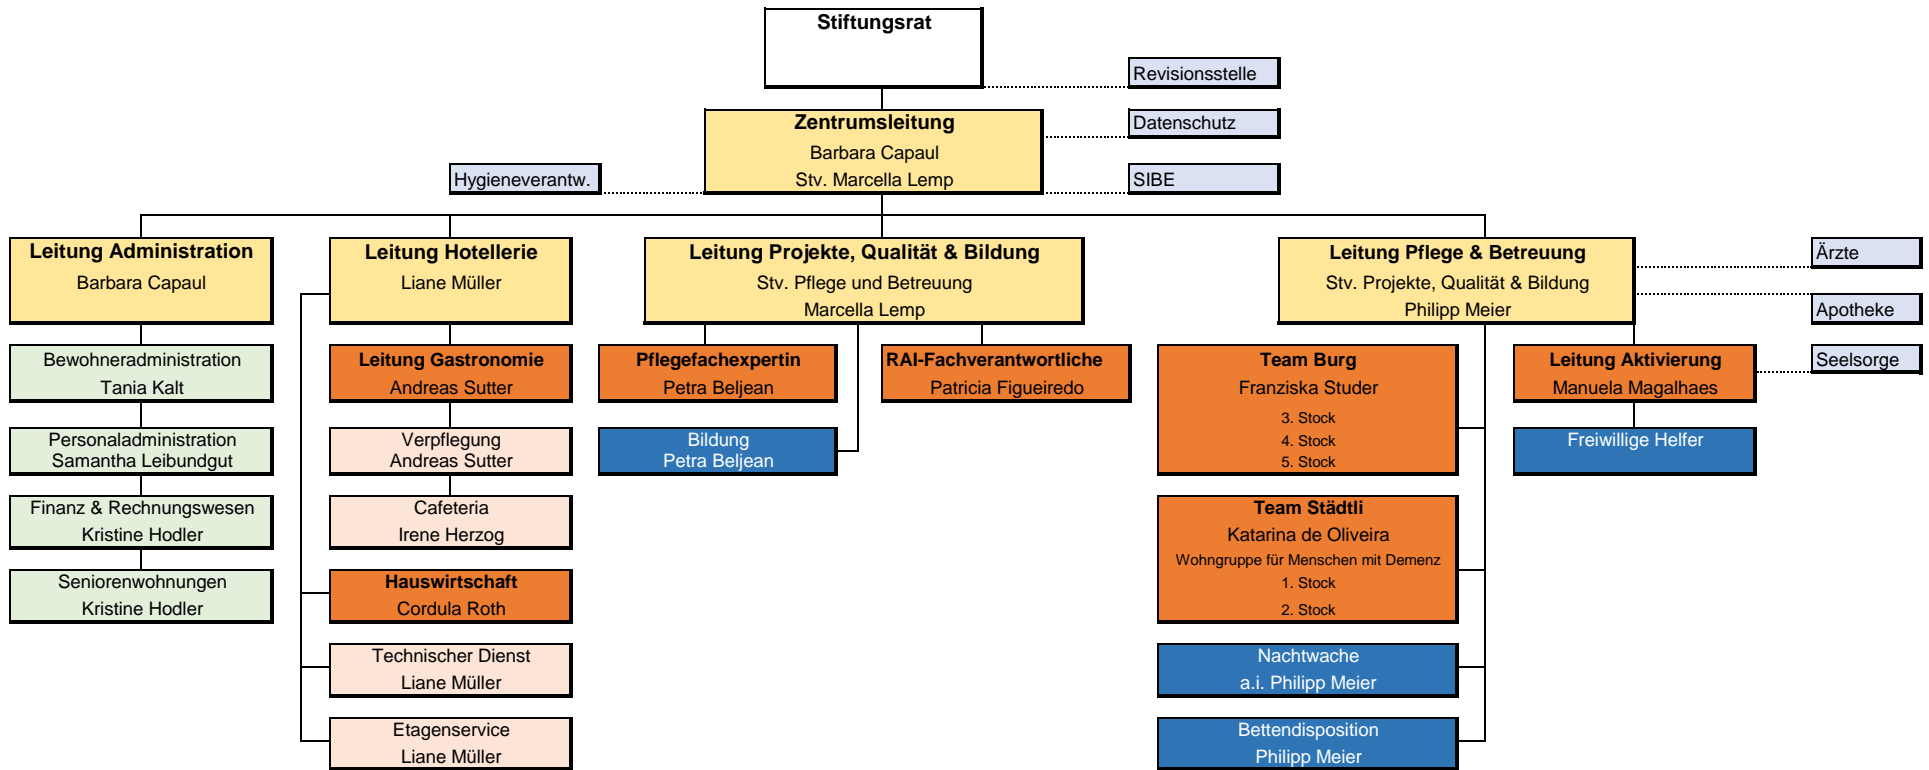 Stiftungsrat
Revisionsstelle
Zentrumsleitung
Barbara Capaul
Stv. Marcella Lemp
Datenschutz
Hygieneverantw.
SIBE
Leitung Administration
Barbara Capaul
Leitung Hotellerie
Liane Müller
Leitung Projekte, Qualität & Bildung
Stv. Pflege und Betreuung
Marcella Lemp
Leitung Pflege & Betreuung
Stv. Projekte, Qualität & Bildung
Philipp Meier
Ärzte
Apotheke
Seelsorge
Bewohneradministration
Tania Kalt
Personaladministration
Samantha Leibundgut
Finanz & Rechnungswesen
Kristine Hodler
Seniorenwohnungen
Kristine Hodler
Leitung Gastronomie
Andreas Sutter
Verpflegung
Andreas Sutter
Cafeteria
Irene Herzog
Hauswirtschaft
Cordula Roth
Technischer Dienst
Liane Müller
Etagenservice
Liane Müller
Pflegefachexpertin
Petra Beljean
Bildung
Petra Beljean
RAI-Fachverantwortliche
Patricia Figueiredo
Team Burg
Franziska Studer
3. Stock
4. Stock
5. Stock
Team Städtli
Katarina de Oliveira
Wohngruppe für Menschen mit Demenz
1. Stock
2. Stock
Nachtwache
a.i. Philipp Meier
Bettendisposition
Philipp Meier
Leitung Aktivierung
Manuela Magalhaes
Freiwillige Helfer